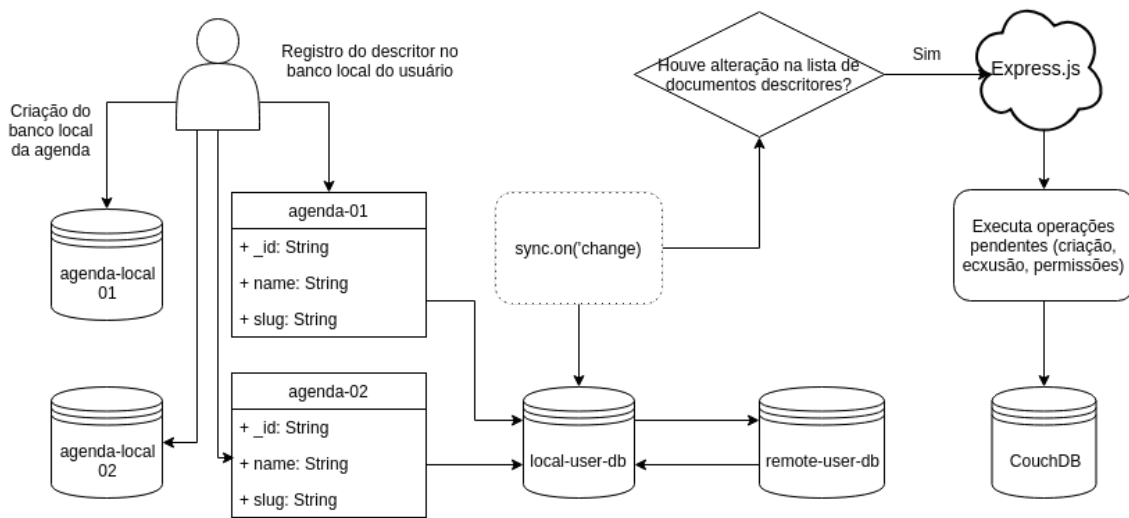 Registro do descritor no
banco local do usuário
Criação do
banco local
da agenda
Houve alteração na lista de
documentos descritores?
Sim
Express.js
agenda-local
01
agenda-01
+ _id: String
+ name: String
+ slug: String
sync.on('change)
Executa operações
pendentes (criação,
ecxusão, permissões)
agenda-local
02
agenda-02
+ _id: String
+ name: String
+ slug: String
local-user-db
remote-user-db
CouchDB